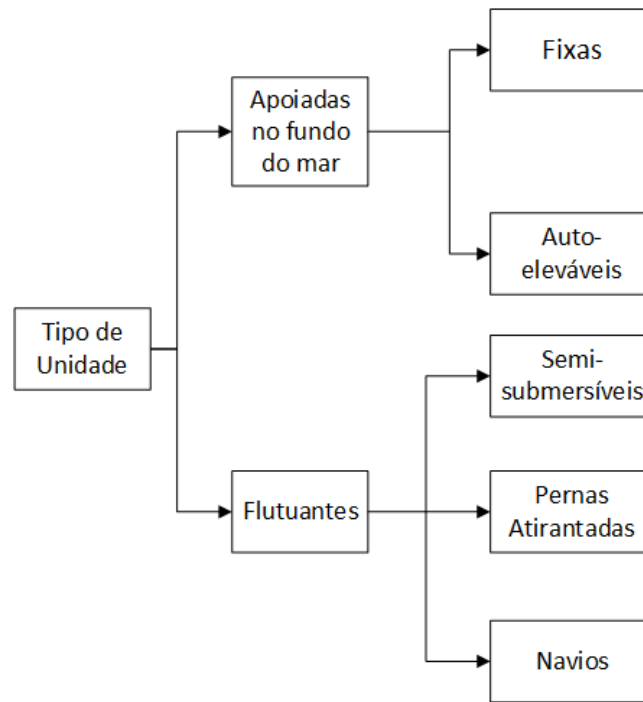 Fixas
Apoiadas
no fundo
do mar
Auto-
eleváveis
Tipo de
Unidade
Semi-
submersíveis
Flutuantes
Pernas
Atirantadas
Navios